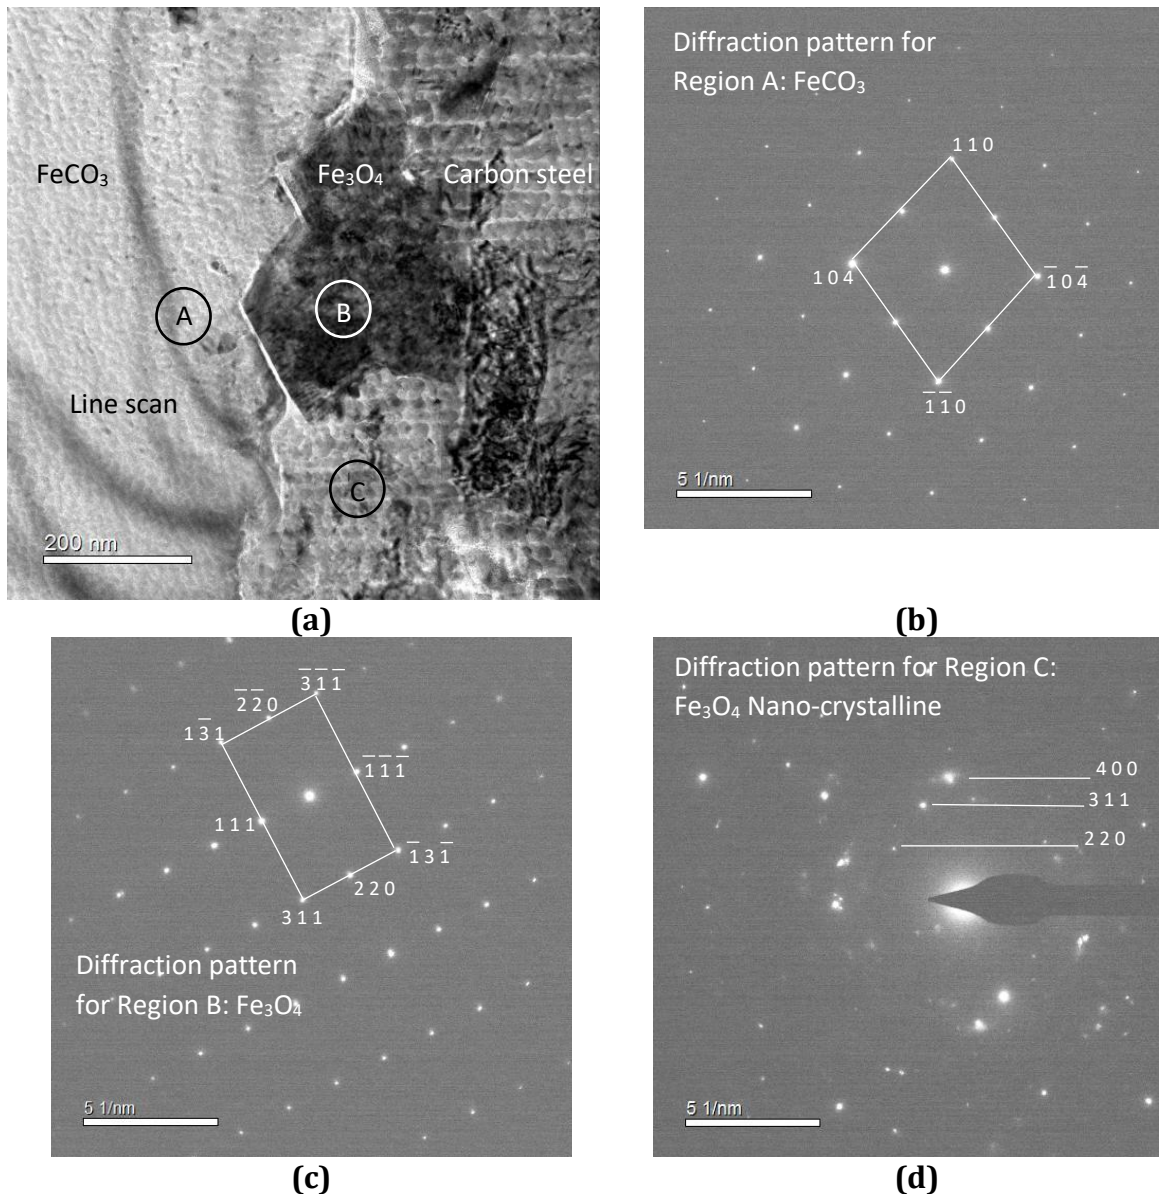 FeCO₃
Fe₃O₄
Carbon steel
A
B
Line scan
C
200 nm
(a)
Diffraction pattern for
Region A: FeCO₃
1 1 0
1 0 4
1̅ 0 4̅
1̅ 1̅ 0
5 1/nm
(b)
3̅ 1̅ 1̅
2̅ 2̅ 0
1 3̅ 1
1̅ 1̅ 1̅
1 1 1
1̅ 3 1̅
2 2 0
3 1 1
Diffraction pattern
for Region B: Fe₃O₄
5 1/nm
(c)
Diffraction pattern for Region C:
Fe₃O₄ Nano-crystalline
4 0 0
3 1 1
2 2 0
5 1/nm
(d)